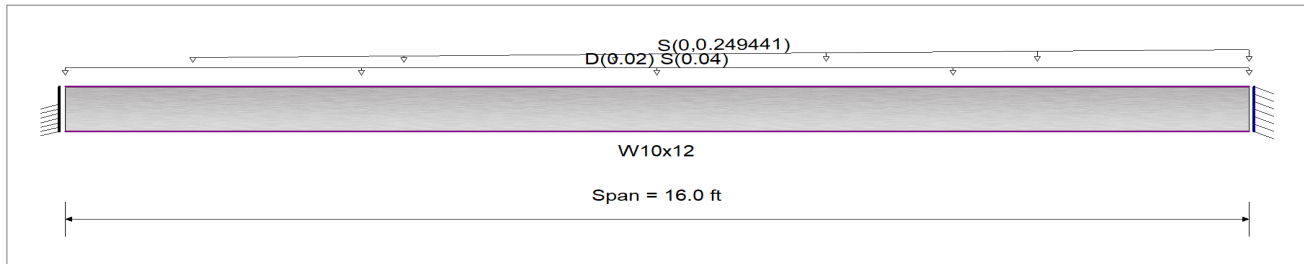 S(0,0.249441)
D(0.02) S(0.04)
W10x12
Span = 16.0 ft